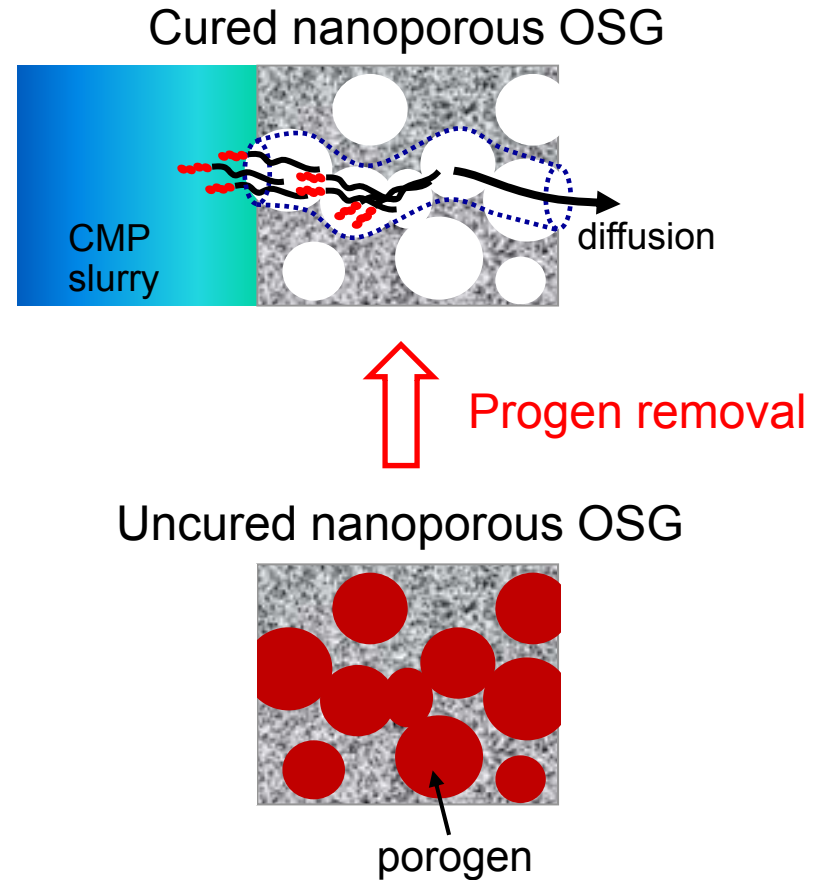 Cured nanoporous OSG
CMP
slurry
diffusion
Progen removal
Uncured nanoporous OSG
porogen